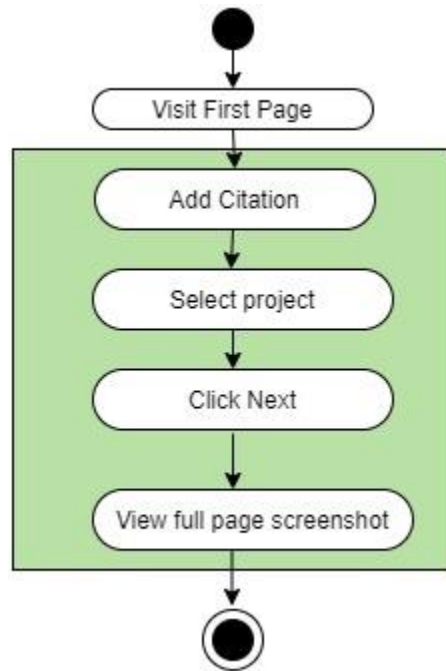 Visit First Page
Add Citation
Select project
Click Next
View full page screenshot